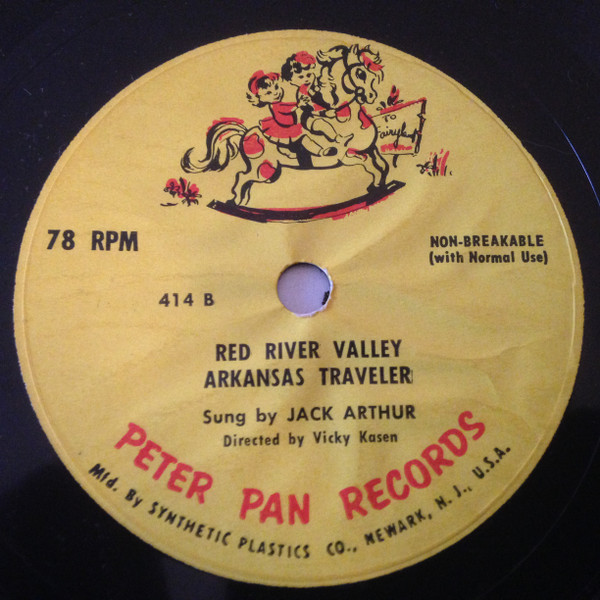 To
Fairyland
78 RPM
NON-BREAKABLE
(with Normal Use)
414 B
RED RIVER VALLEY
ARKANSAS TRAVELER
Sung by JACK ARTHUR
Directed by Vicky Kasen
PETER PAN RECORDS
Mfd. By SYNTHETIC PLASTICS CO., NEWARK, N. J., U.S.A.